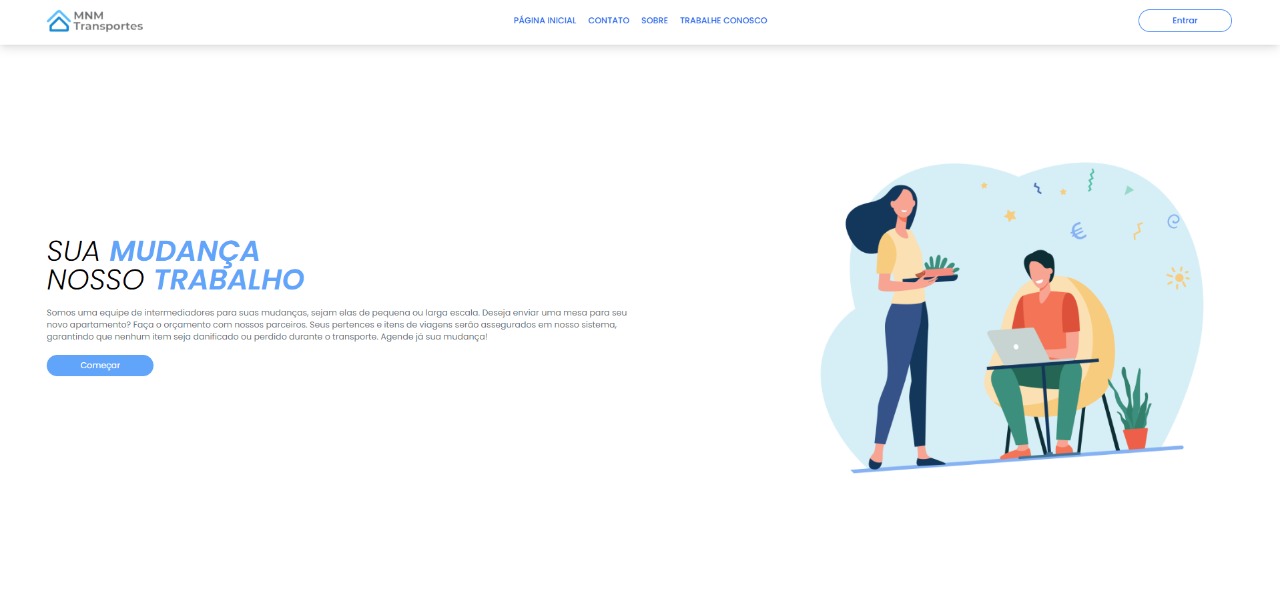 MNM
Transportes
PÁGINA INICIAL CONTATO SOBRE TRABALHE CONOSCO
Entrar
SUA MUDANÇA
NOSSO TRABALHO
Somos uma equipe de intermediadores para suas mudanças, sejam elas de pequena ou larga escala. Deseja enviar uma mesa para seu
novo apartamento? Faça o orçamento com nossos parceiros. Seus pertences e itens de viagens serão assegurados em nosso sistema,
garantindo que nenhum item seja danificado ou perdido durante o transporte. Agende já sua mudança!
Começar
€